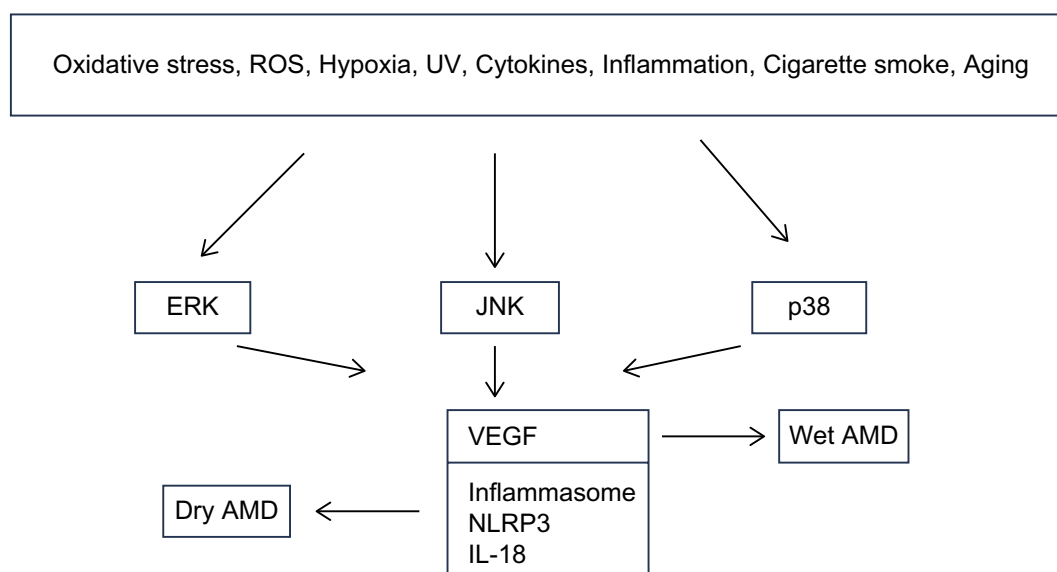 Oxidative stress, ROS, Hypoxia, UV, Cytokines, Inflammation, Cigarette smoke, Aging
ERK
JNK
p38
VEGF
Wet AMD
Inflammasome
NLRP3
IL-18
Dry AMD